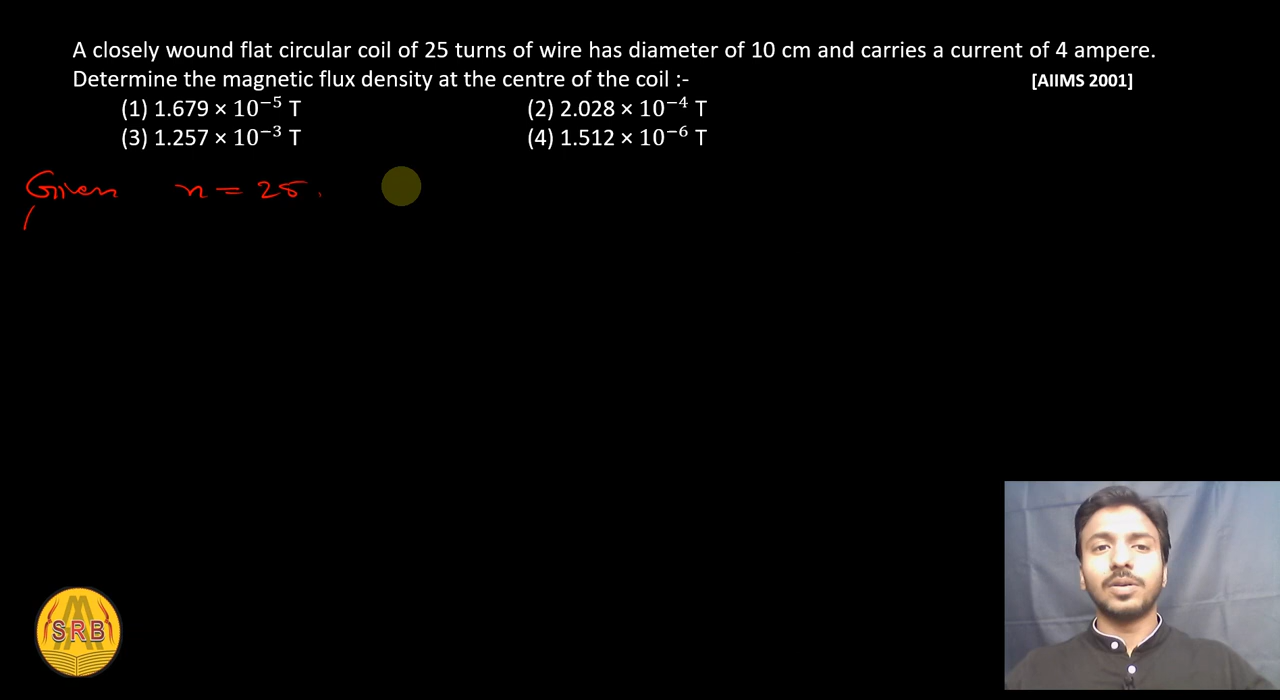 A closely wound flat circular coil of 25 turns of wire has diameter of 10 cm and carries a current of 4 ampere.
Determine the magnetic flux density at the centre of the coil :- [AIIMS 2001]
(1) 1.679 × 10⁻⁵ T (2) 2.028 × 10⁻⁴ T
(3) 1.257 × 10⁻³ T (4) 1.512 × 10⁻⁶ T
Given n = 25.
SRB